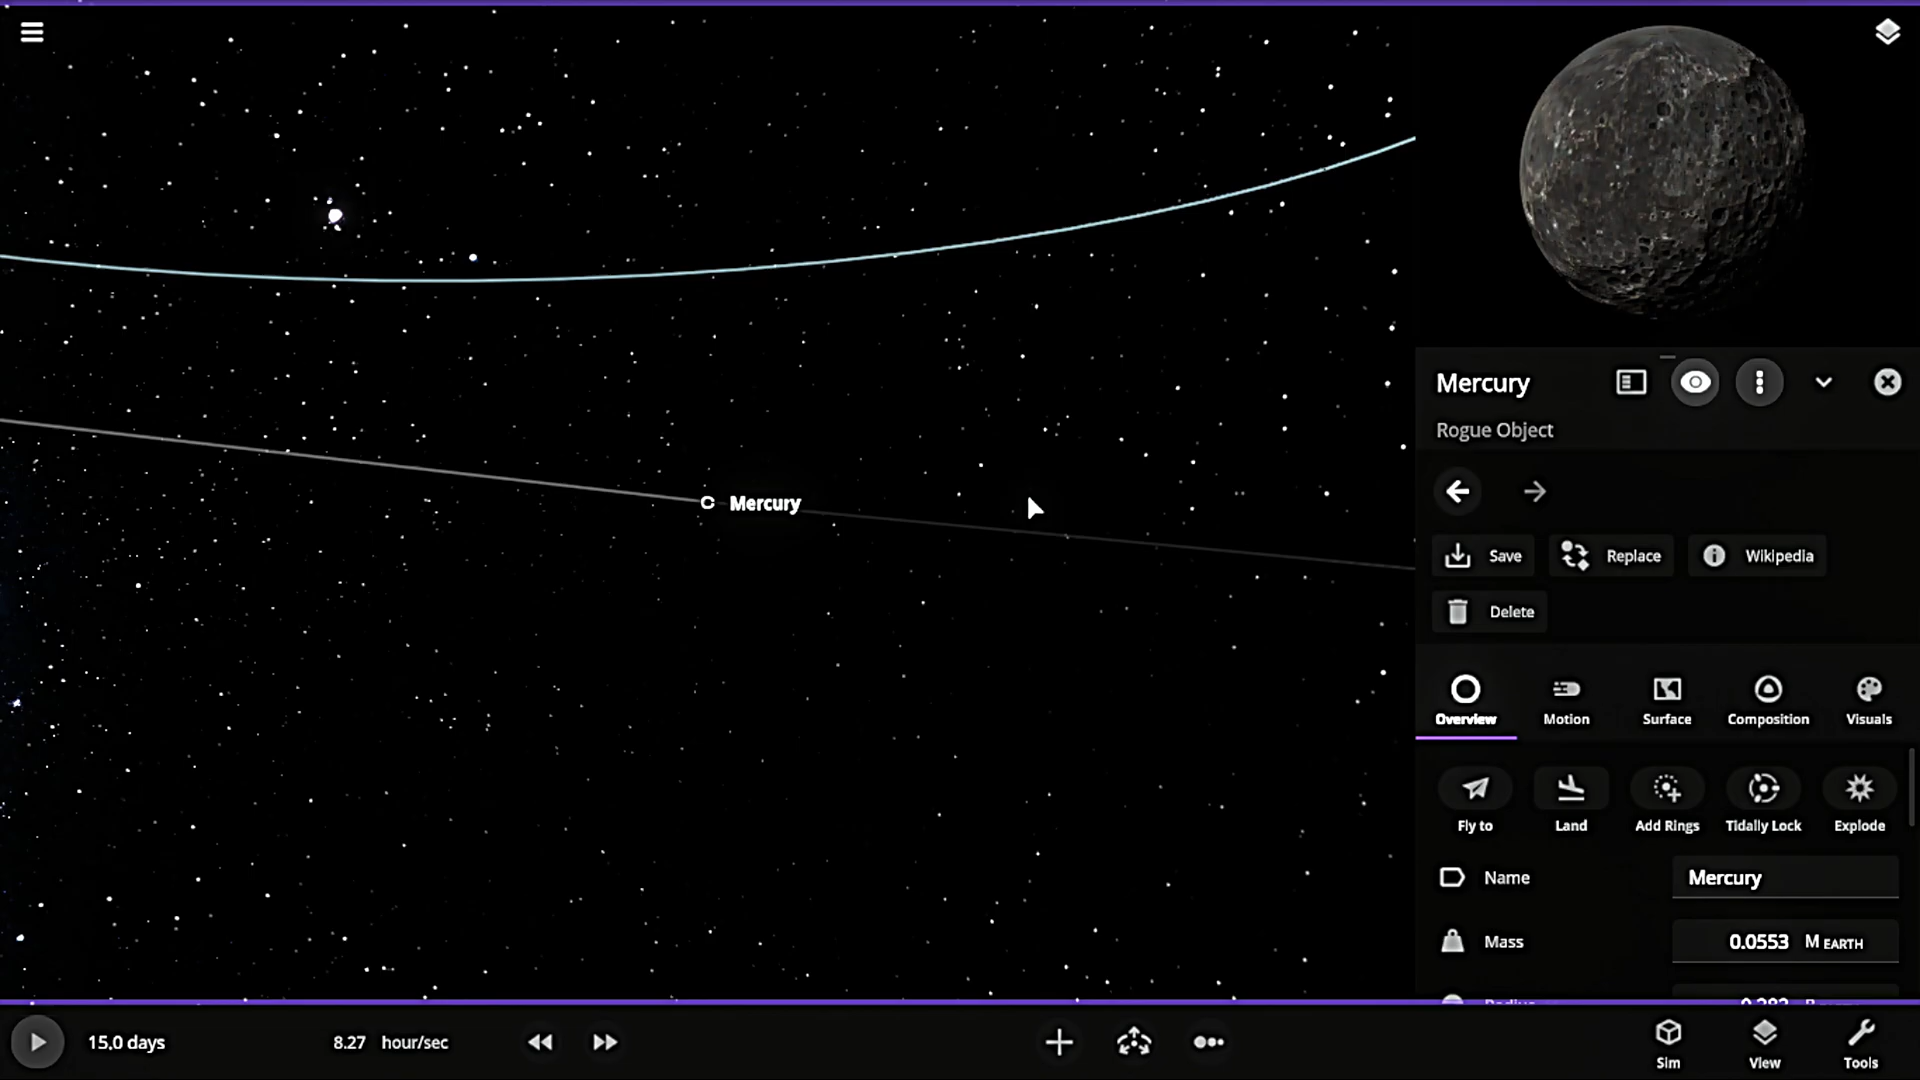 Mercury
Rogue Object
Mercury
Save
Replace
Wikipedia
Delete
Overview
Motion
Surface
Composition
Visuals
Fly to
Land
Add Rings
Tidally Lock
Explode
Name
Mercury
Mass
0.0553 M EARTH
15.0 days
8.27 hour/sec
Sim
View
Tools